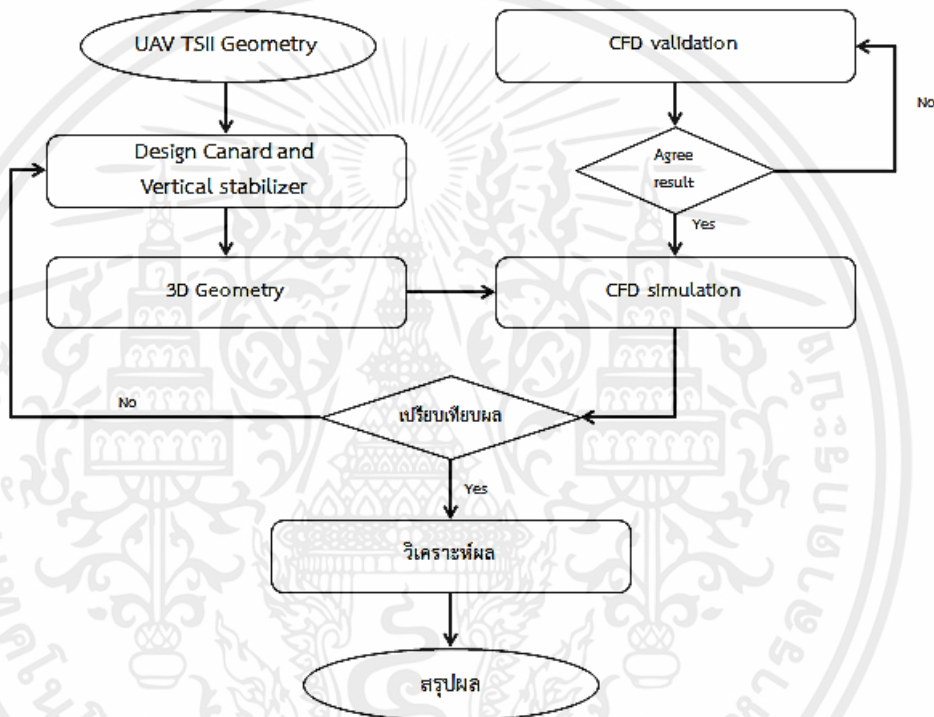 UAV TSII Geometry
CFD validation
No
Design Canard and
Vertical stabilizer
Agree
result
Yes
3D Geometry
CFD simulation
No
เปรียบเทียบผล
Yes
วิเคราะห์ผล
สรุปผล